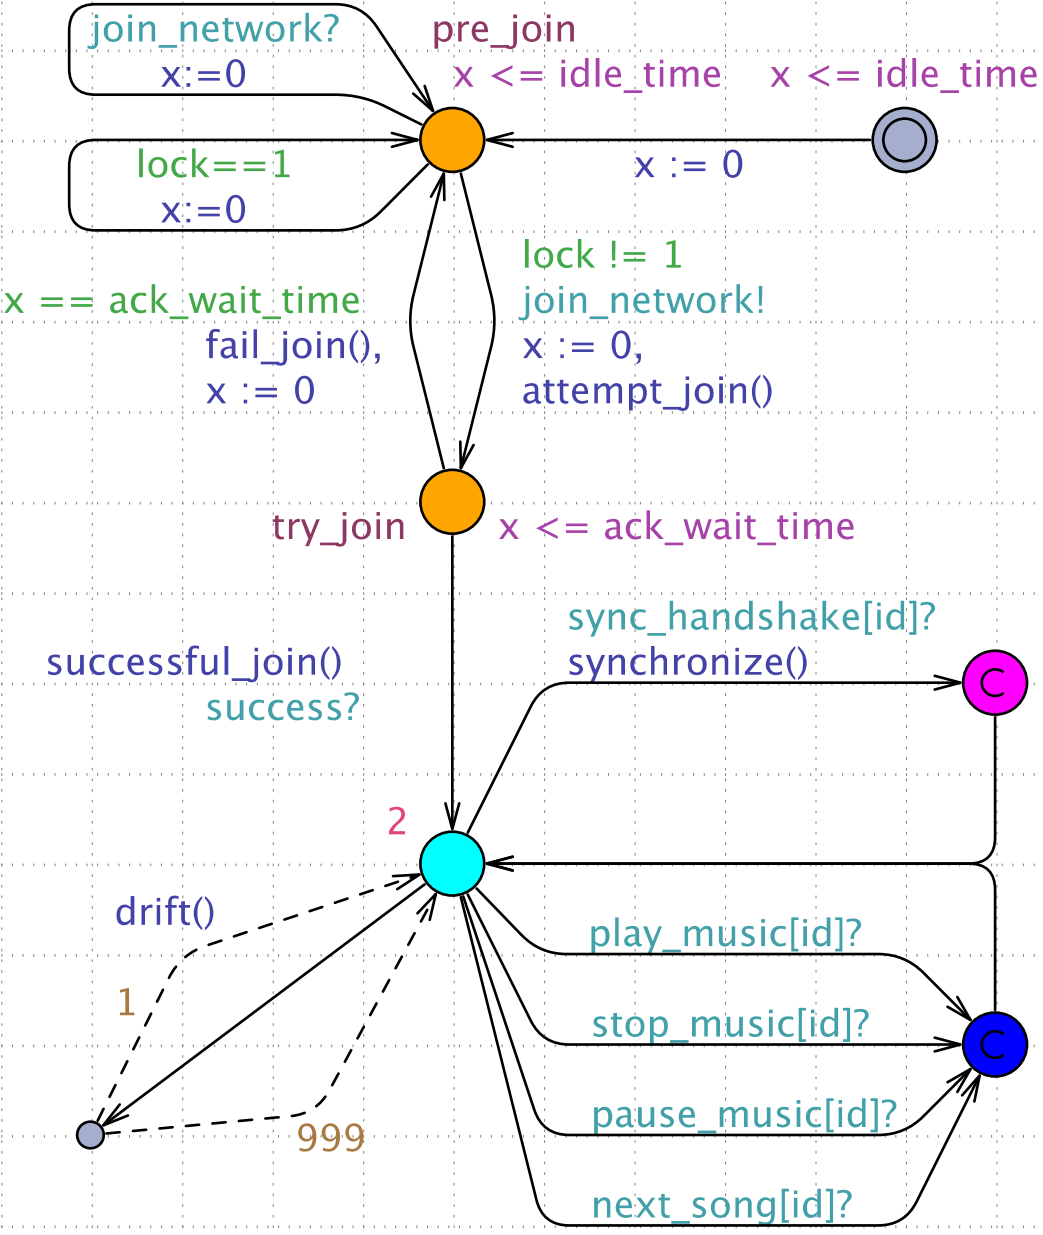 join_network?
x:=0
pre_join
x <= idle_time
x <= idle_time
lock==1
x:=0
x := 0
lock != 1
join_network!
x := 0,
attempt_join()
x == ack_wait_time
fail_join(),
x := 0
try_join
x <= ack_wait_time
sync_handshake[id]?
synchronize()
successful_join()
success?
C
2
drift()
1
999
play_music[id]?
stop_music[id]?
C
pause_music[id]?
next_song[id]?